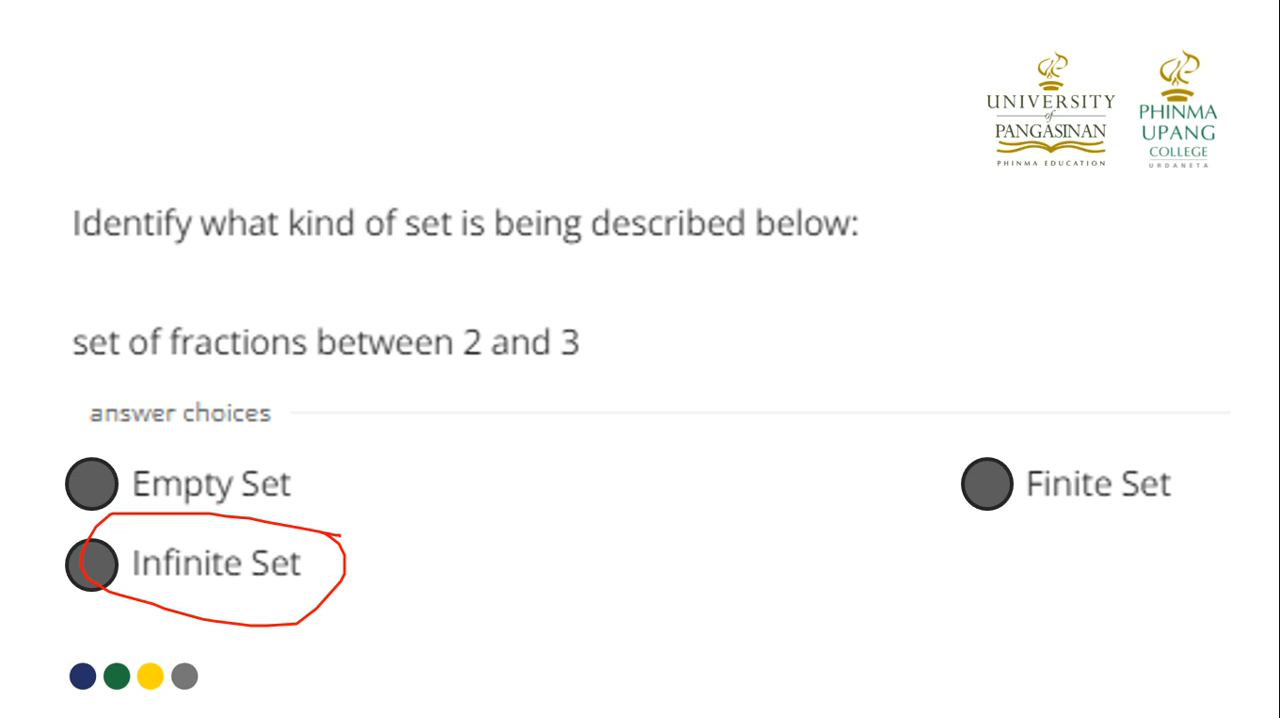 UNIVERSITY
of
PANGASINAN
PHINMA EDUCATION
PHINMA
UPANG
COLLEGE
URDANETA
Identify what kind of set is being described below:
set of fractions between 2 and 3
answer choices
Empty Set
Finite Set
Infinite Set